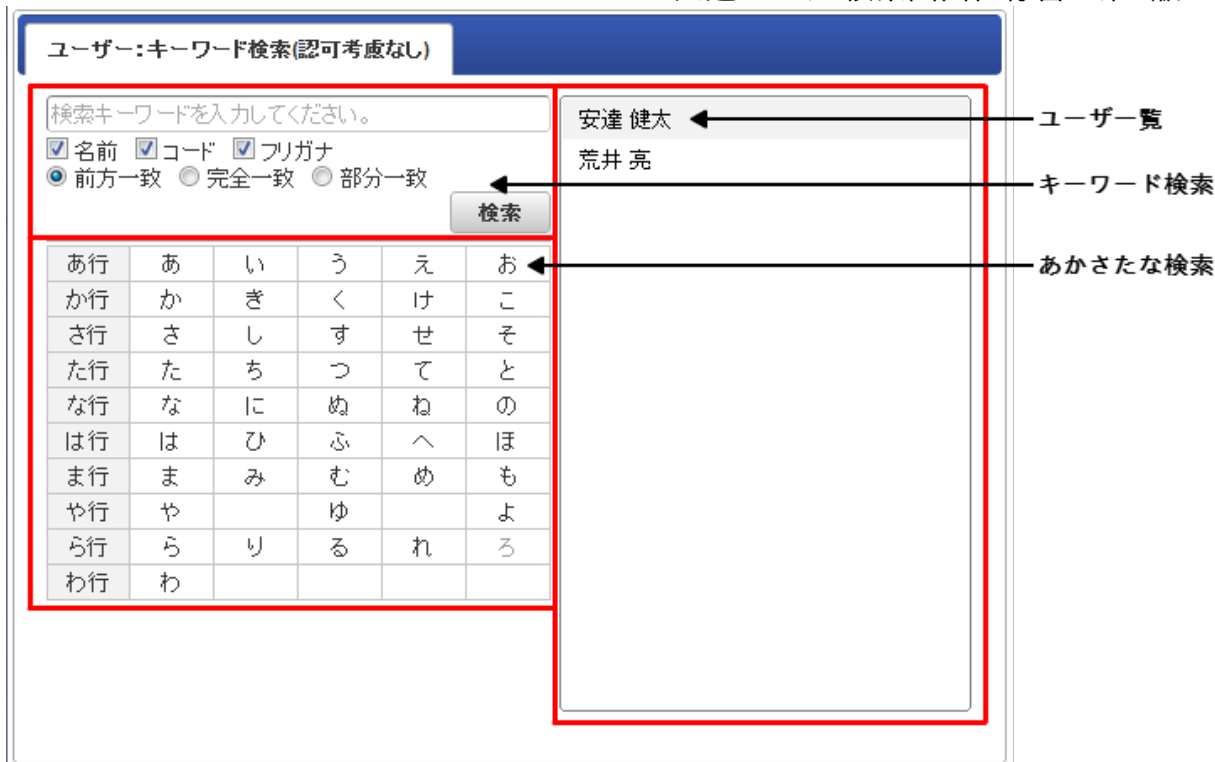 ユーザー:キーワード検索(認可考慮なし)
検索キーワードを入力してください。
名前 コード フリガナ
前方一致 完全一致 部分一致
検索
あ行 あ い う え お
か行 か き く け こ
さ行 さ し す せ そ
た行 た ち つ て と
な行 な に ぬ ね の
は行 は ひ ふ へ ほ
ま行 ま み む め も
や行 や ゆ よ
ら行 ら り る れ ろ
わ行 わ
安達 健太
荒井 亮
ユーザ一覧
キーワード検索
あかさたな検索